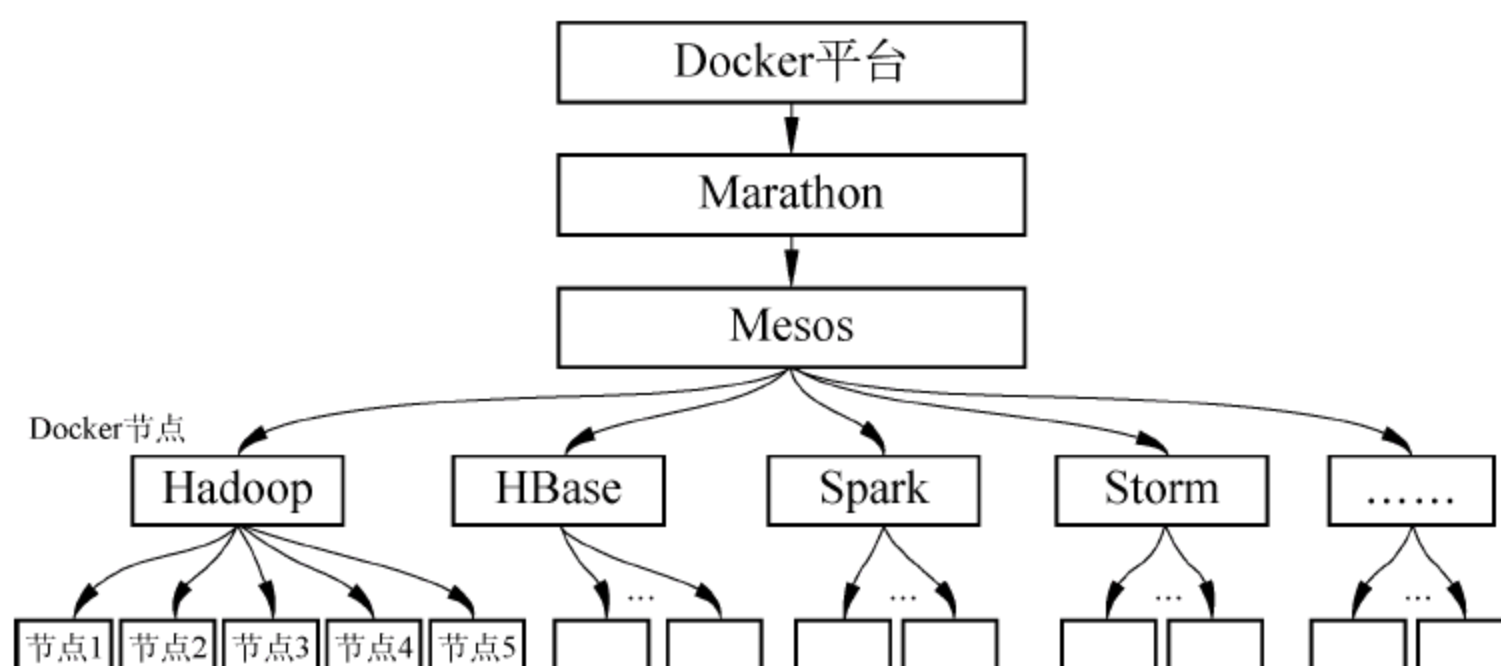 Docker平台
Marathon
Mesos
Docker节点
Hadoop
HBase
Spark
Storm
……
...
...
...
...
节点1
节点2
节点3
节点4
节点5